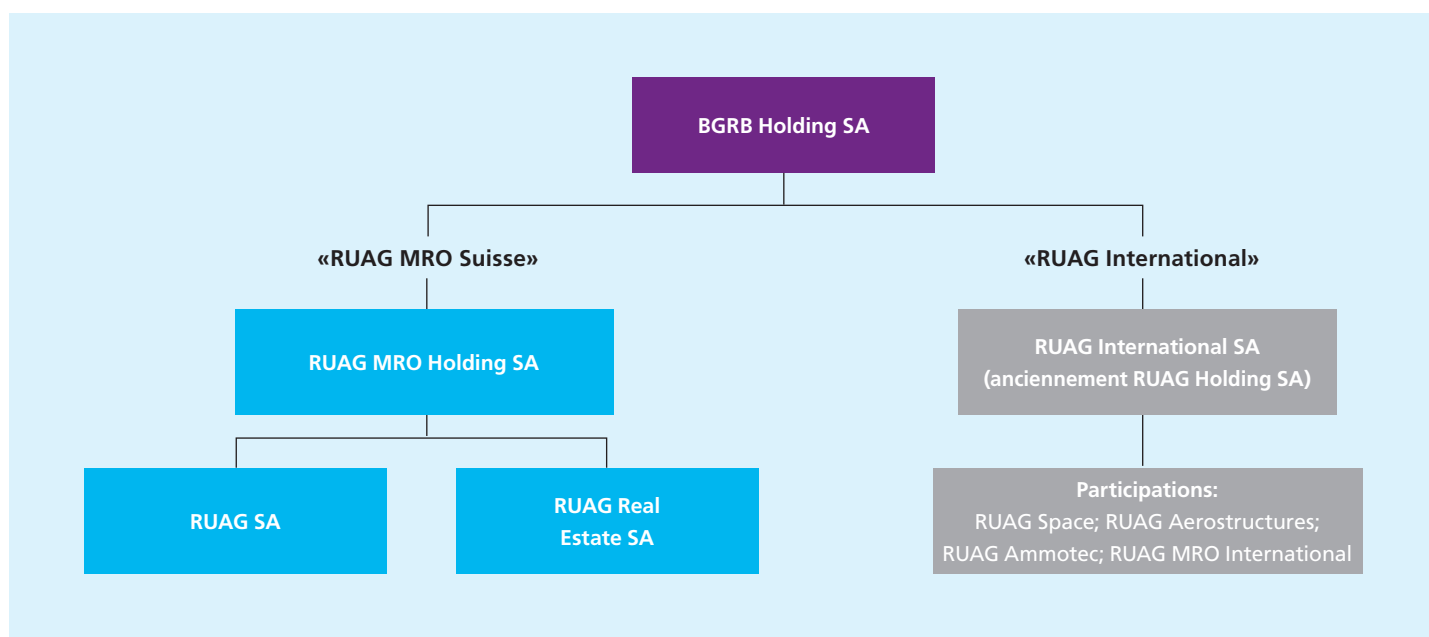 BGRB Holding SA
«RUAG MRO Suisse»
«RUAG International»
RUAG MRO Holding SA
RUAG International SA
(anciennement RUAG Holding SA)
RUAG SA
RUAG Real
Estate SA
Participations:
RUAG Space; RUAG Aerostructures;
RUAG Ammotec; RUAG MRO International